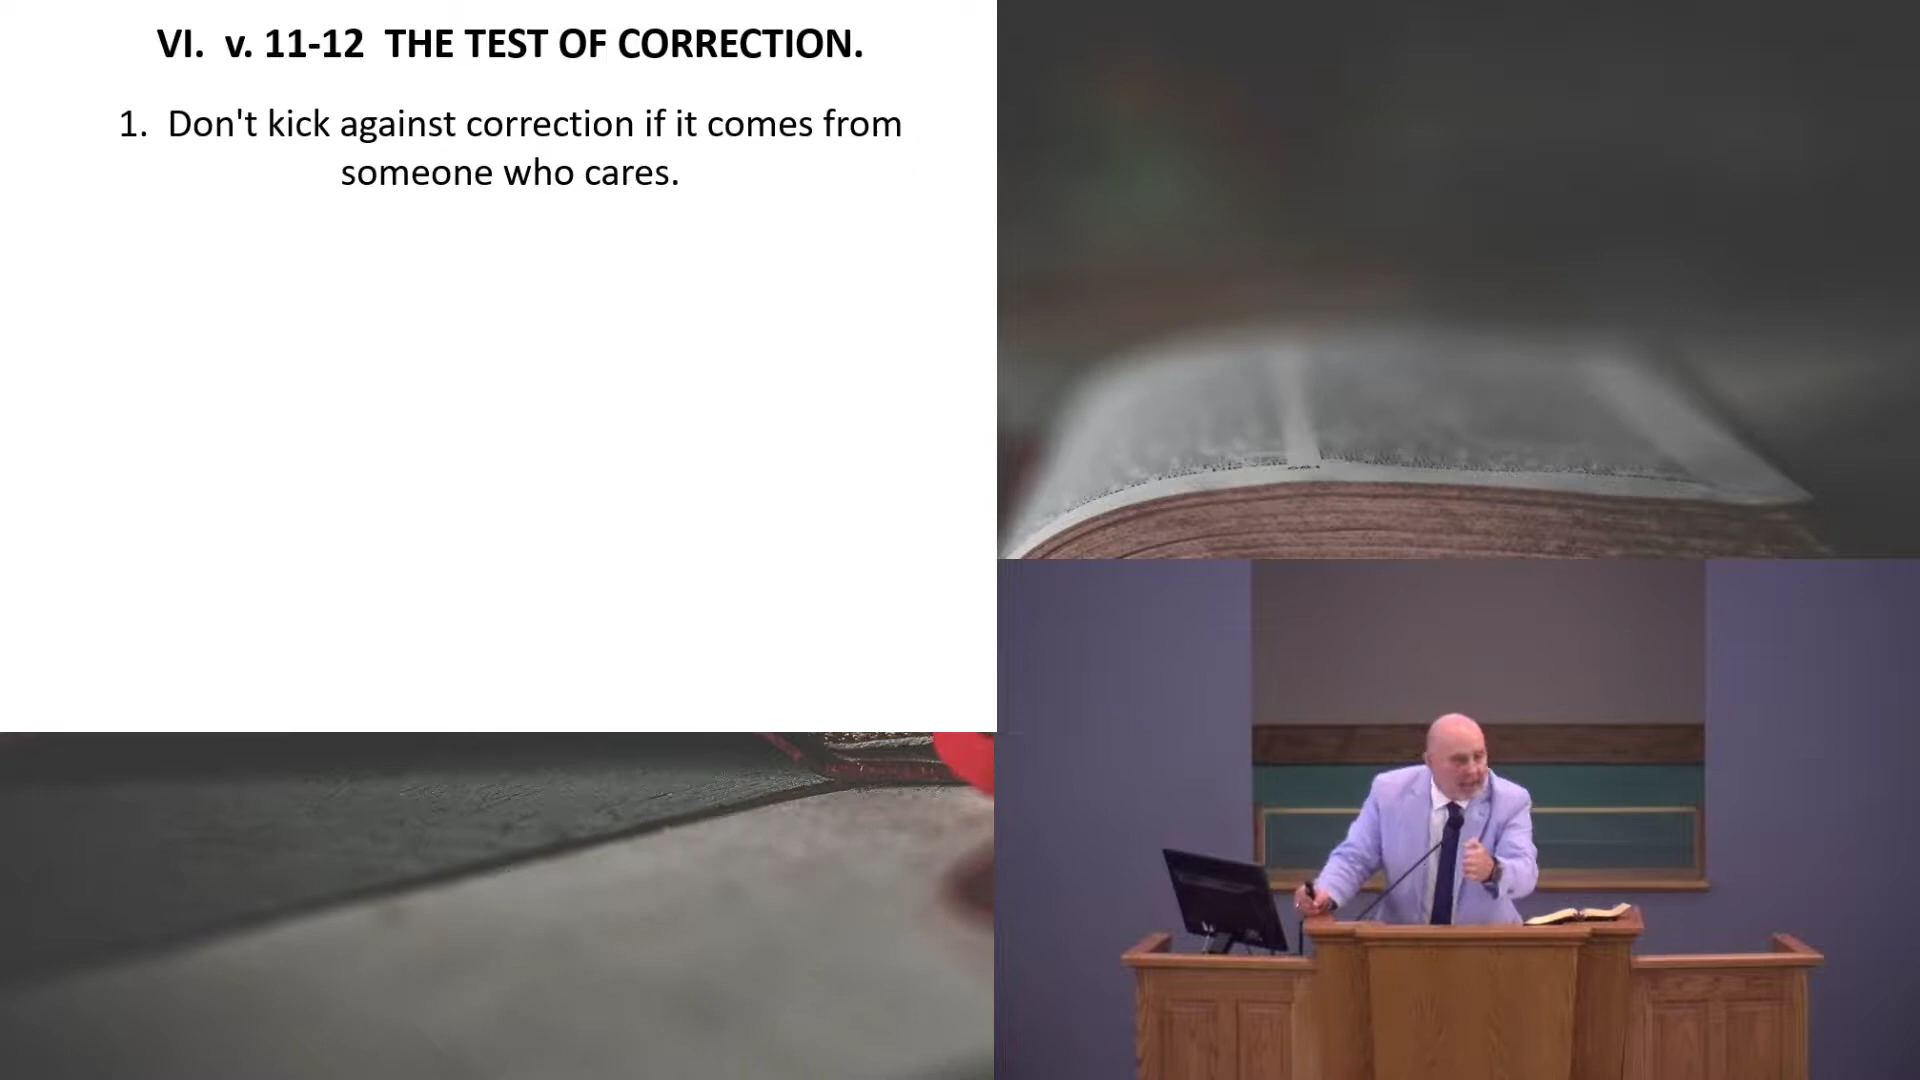 VI. v. 11-12 THE TEST OF CORRECTION.
1. Don't kick against correction if it comes from
someone who cares.